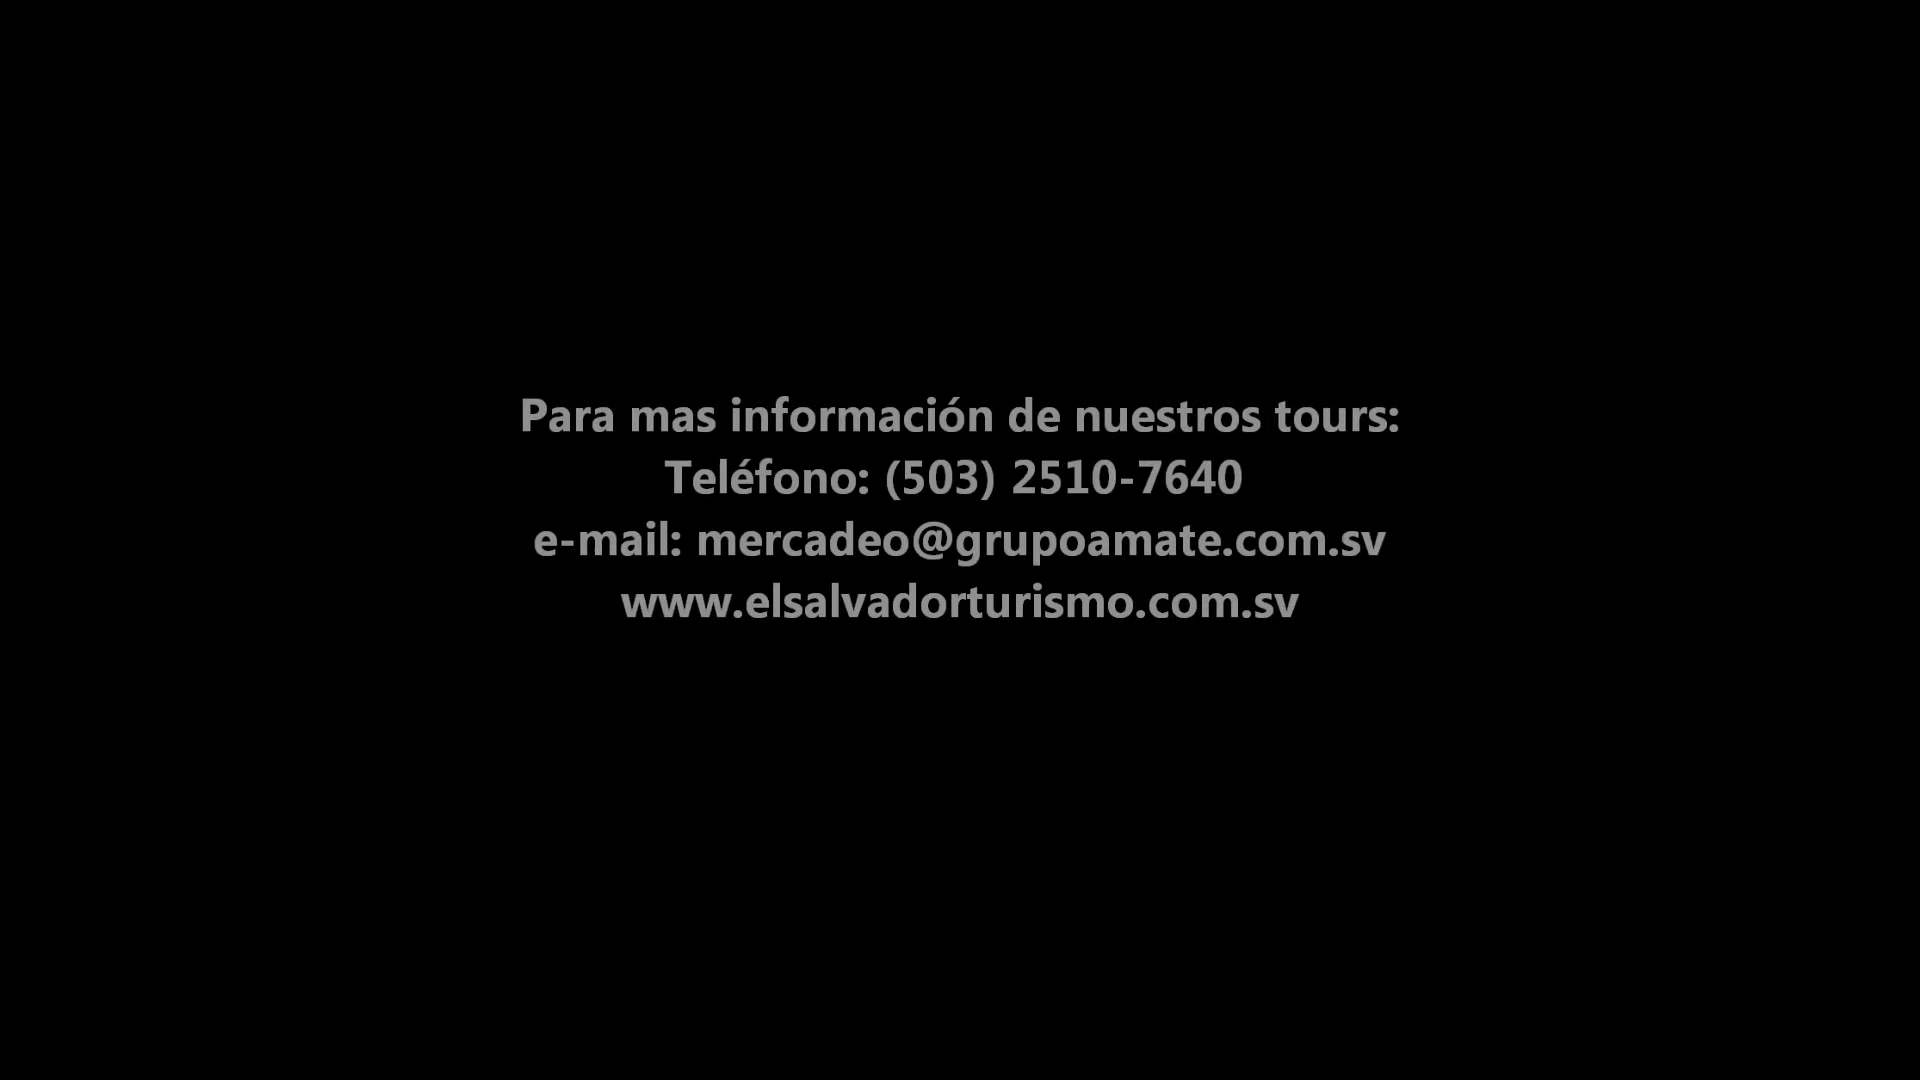 Para mas información de nuestros tours:
Teléfono: (503) 2510-7640
e-mail: mercadeo@grupoamate.com.sv
www.elsalvadorturismo.com.sv